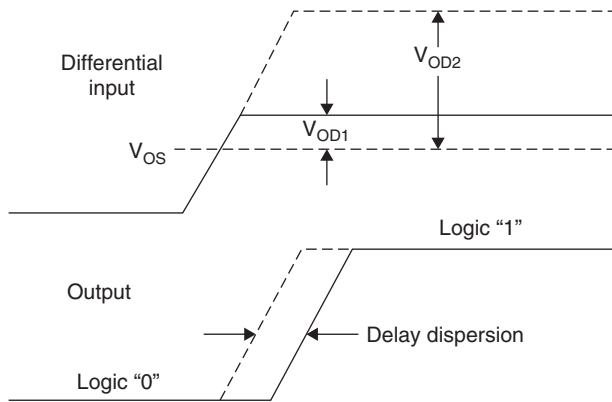 Differential
input
V_OD2
V_OD1
V_OS
Logic “1”
Output
Delay dispersion
Logic “0”